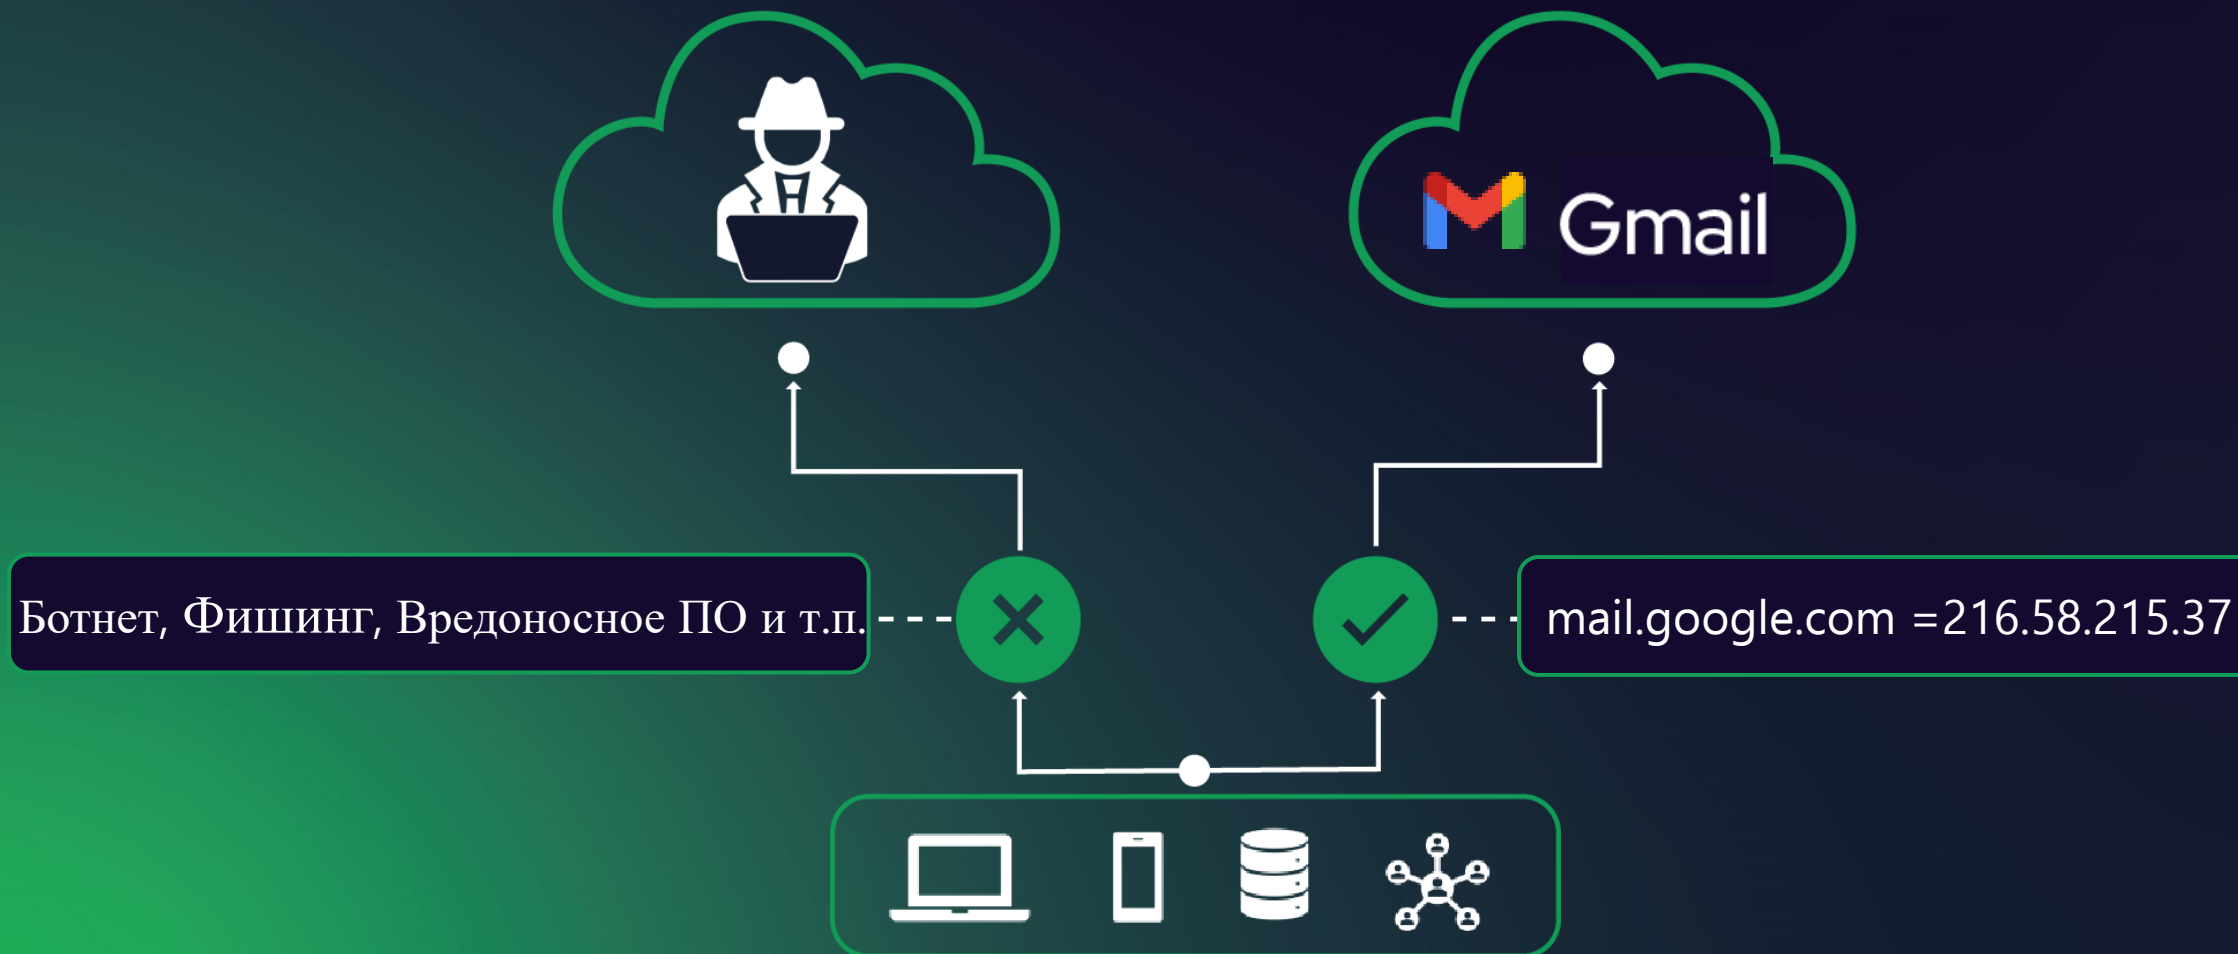 Gmail
Ботнет, Фишинг, Вредоносное ПО и т.п.
mail.google.com =216.58.215.37